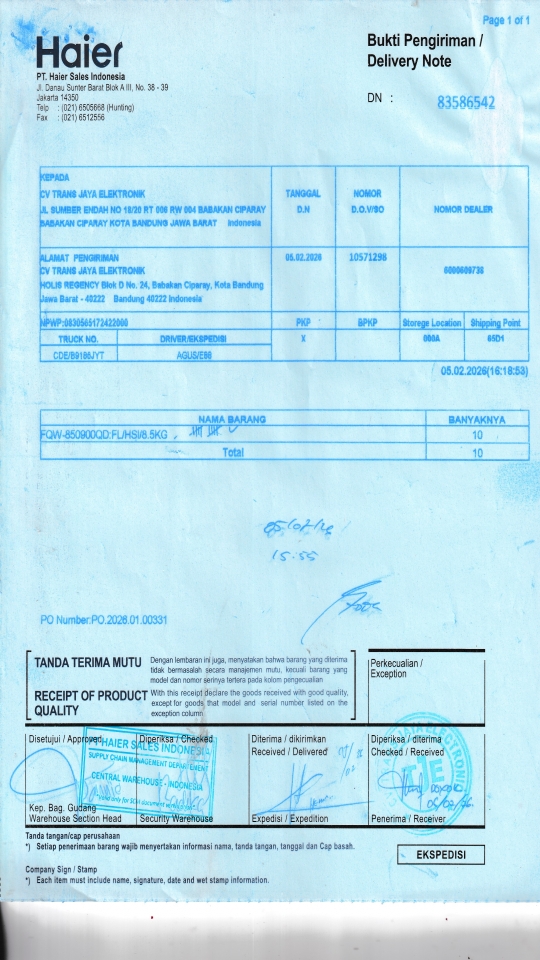 Page 1 of 1
Haier
Bukti Pengiriman /
Delivery Note
PT. Haier Sales Indonesia
Jl. Danau Sunter Barat Blok A III, No. 38 - 39
Jakarta 14350
Telp : (021) 6505668 (Hunting)
Fax : (021) 6512556
DN : 83586542
KEPADA
CV TRANS JAYA ELEKTRONIK
JL SUMBER ENDAH NO 18/20 RT 006 RW 004 BABAKAN CIPARAY
BABAKAN CIPARAY KOTA BANDUNG JAWA BARAT Indonesia
TANGGAL
D.N
NOMOR
D.O.V/SO
NOMOR DEALER
ALAMAT PENGIRIMAN
CV TRANS JAYA ELEKTRONIK
HOLIS REGENCY Blok D No. 24, Babakan Ciparay, Kota Bandung
Jawa Barat - 40222 Bandung 40222 Indonesia
05.02.2026
10571298
NPWP:0830565172422000
PKP
BPKP
Storege Location
Shipping Point
TRUCK NO.
DRIVER/EKSPEDISI
X
000A
05D1
CDE/B9186JYT
AGUS/E86
05.02.2026(16:18:53)
NAMA BARANG
BANYAKNYA
FQW-850900QD:FL/HSI/8.5KG
10
Total
10
05/02/26
15:55
PO Number:PO.2026.01.00331
TANDA TERIMA MUTU
Dengan lembaran ini juga, menyatakan bahwa barang yang diterima
tidak bermasalah secara manajemen mutu, kecuali barang yang
model dan nomor serinya tertera pada kolom pengecualian
RECEIPT OF PRODUCT
QUALITY
With this receipt declare the goods received with good quality,
except for goods that model and serial number listed on the
exception column
Perkecualian /
Exception
Disetujui / Approved
Diperiksa / Checked
Diterima / dikirimkan
Received / Delivered
Diperiksa / diterima
Checked / Received
PT HAIER SALES INDONESIA
SUPPLY CHAIN MANAGEMENT DEPARTEMENT
CENTRAL WAREHOUSE - INDONESIA
TJE
Kep. Bag. Gudang
Warehouse Section Head
Security Warehouse
Expedisi / Expedition
Penerima / Receiver
Tanda tangan/cap perusahaan
*) Setiap penerimaan barang wajib menyertakan informasi nama, tanda tangan, tanggal dan Cap basah.
EKSPEDISI
Company Sign / Stamp
*) Each item must include name, signature, date and wet stamp information.